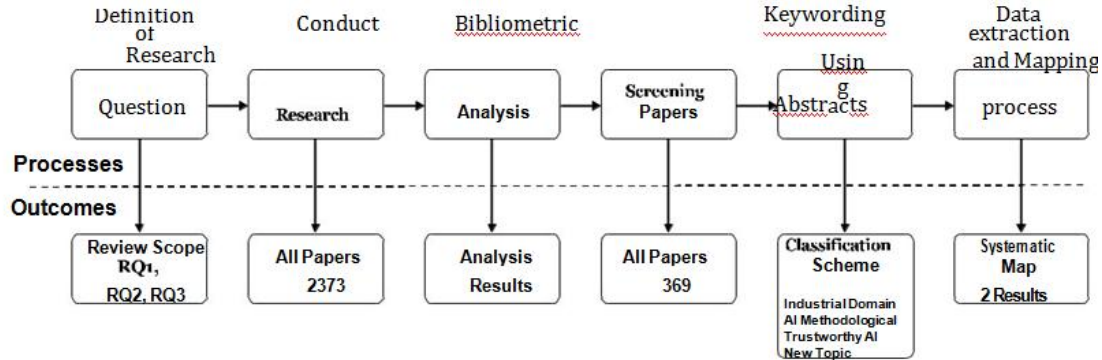 Definition
of
Research
Question
Conduct
Research
Bibliometric
Analysis
Screening
Papers
Keywording
Usin
g
Abstracts
Data
extraction
and Mapping
process
Processes
Outcomes
Review Scope
RQ1,
RQ2, RQ3
All Papers
2373
Analysis
Results
All Papers
369
Classification
Scheme
Industrial Domain
AI Methodological
Trustworthy AI
New Topic
Systematic
Map
2 Results